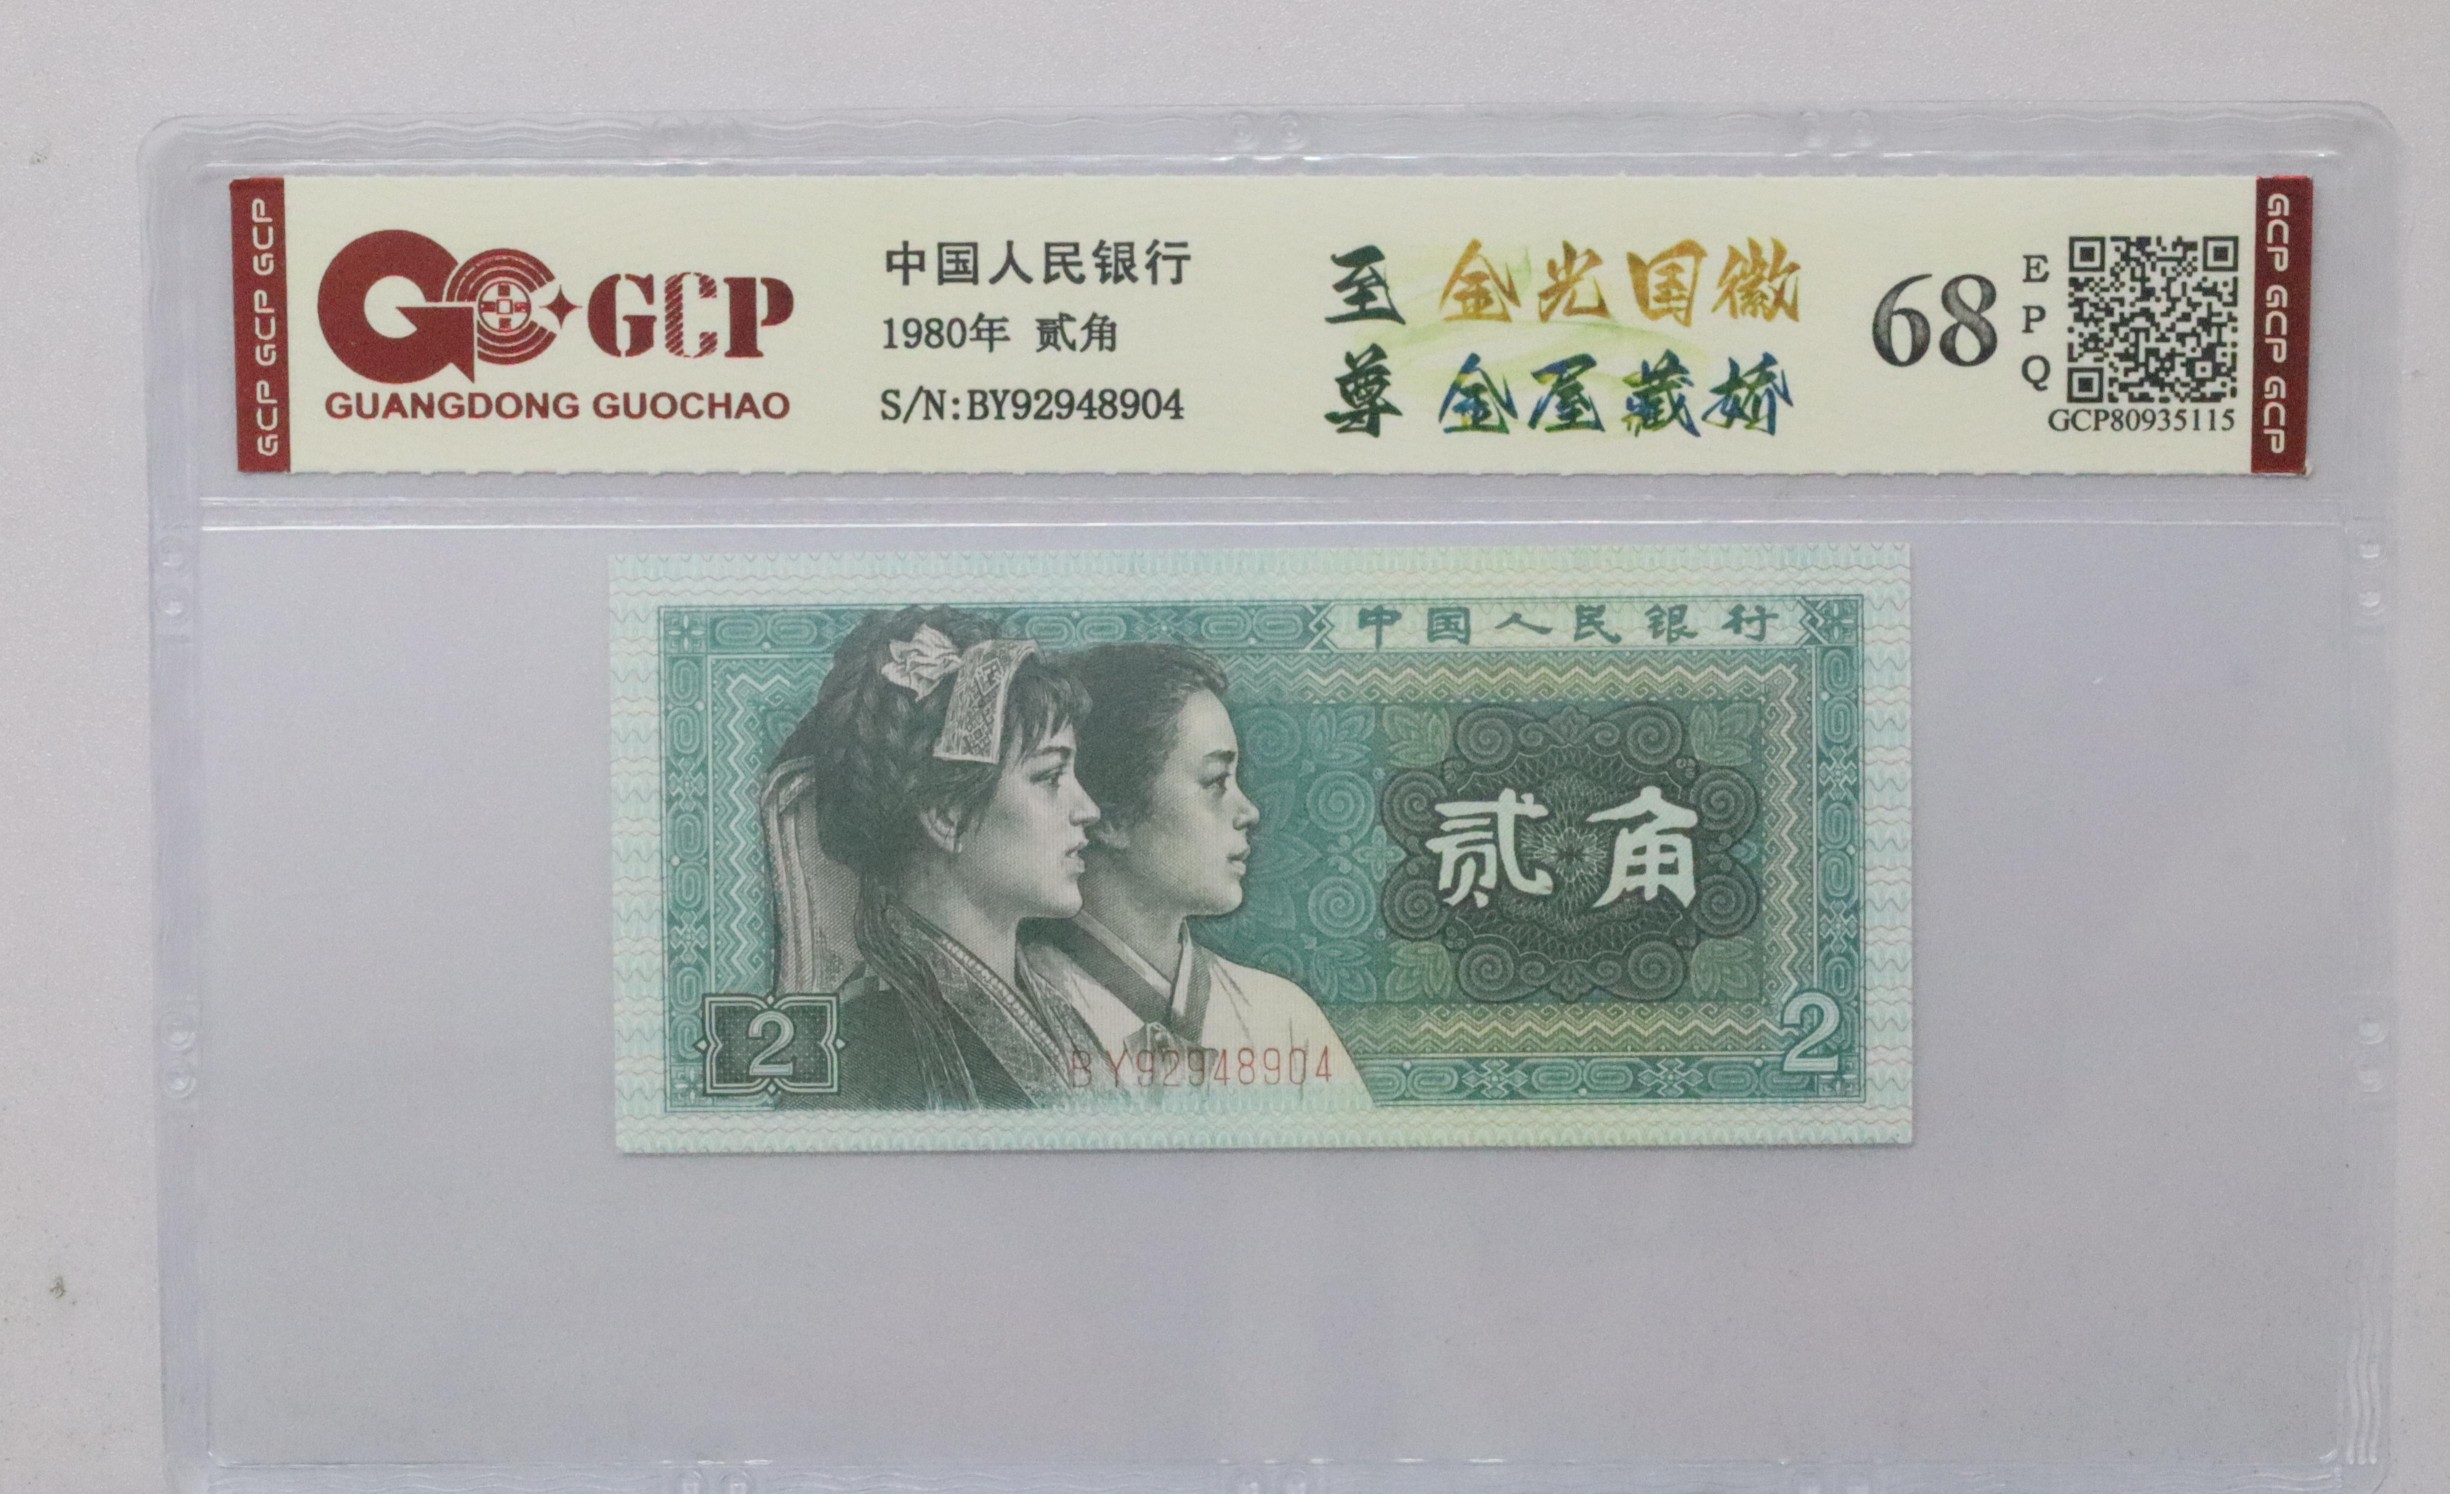 GCP GCP GCP
GCP
GUANGDONG GUOCHAO
中国人民银行
1980年 贰角
S/N:BY92948904
至尊
金光国徽
金屋藏娇
68
EPQ
GCP80935115
GCP GCP GCP
中国人民银行
贰角
2
BY92948904
2